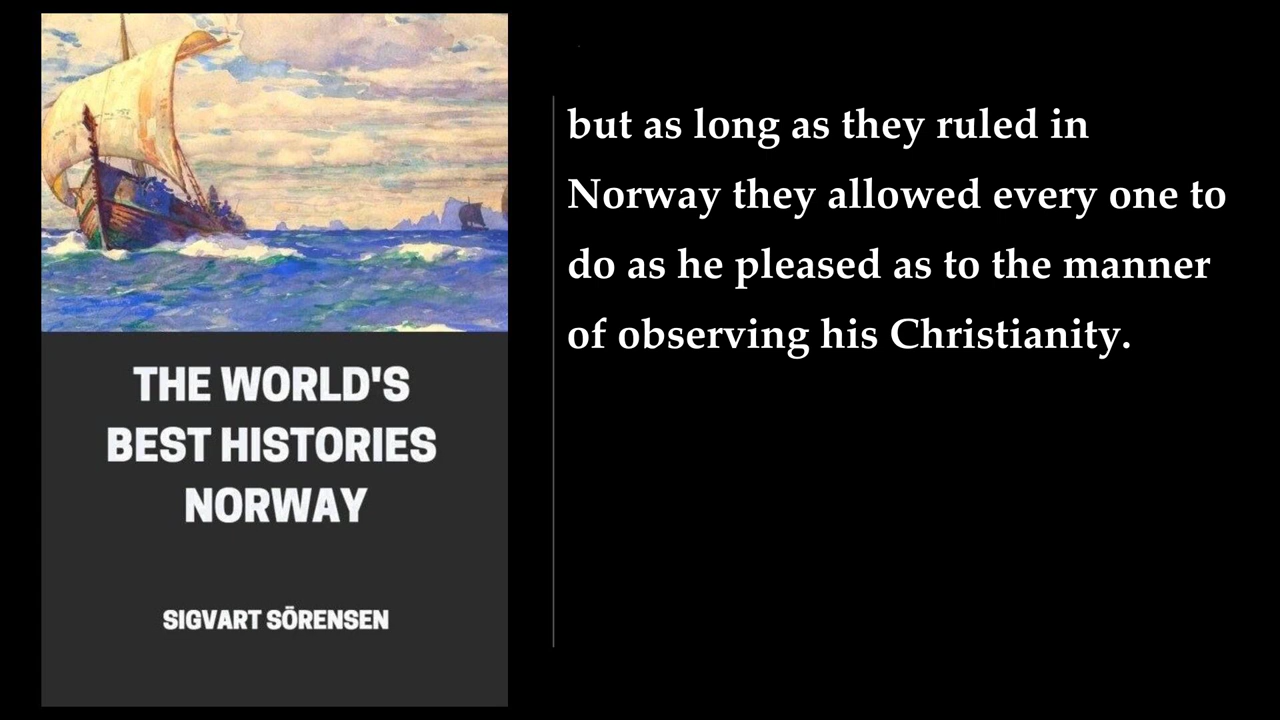 THE WORLD'S
BEST HISTORIES
NORWAY
SIGVART SÖRENSEN
but as long as they ruled in
Norway they allowed every one to
do as he pleased as to the manner
of observing his Christianity.